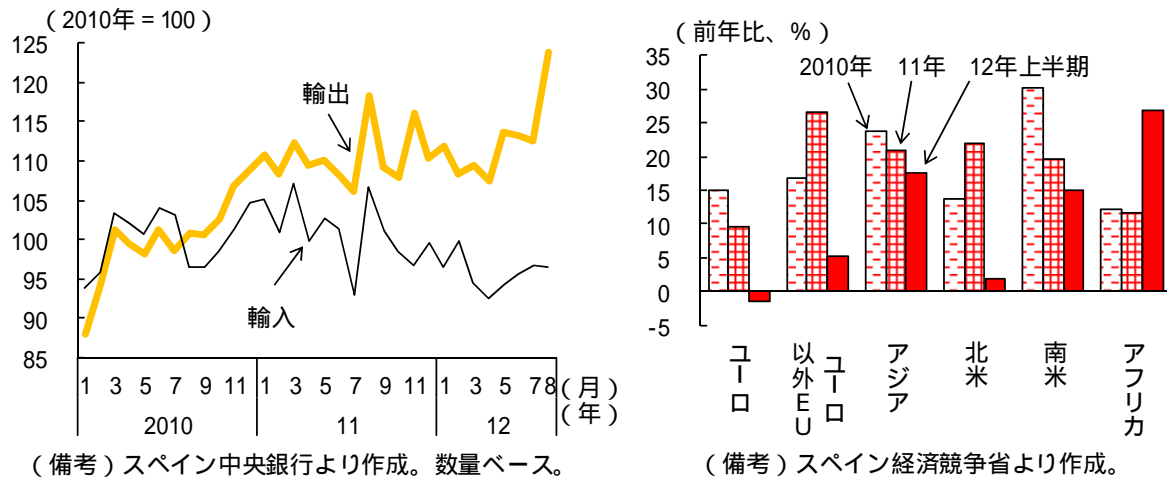 （2010年＝100）
125
120
115
110
105
100
95
90
85
輸出
輸入
1 3 5 7 9 11 1 3 5 7 9 11 1 3 5 7 8 （月）
2010 11 12 （年）
（備考）スペイン中央銀行より作成。数量ベース。
（前年比、％）
35
30
25
20
15
10
5
0
-5
2010年
11年
12年上半期
ユーロ
ユーロ
以外ＥＵ
アジア
北米
南米
アフリカ
（備考）スペイン経済競争省より作成。